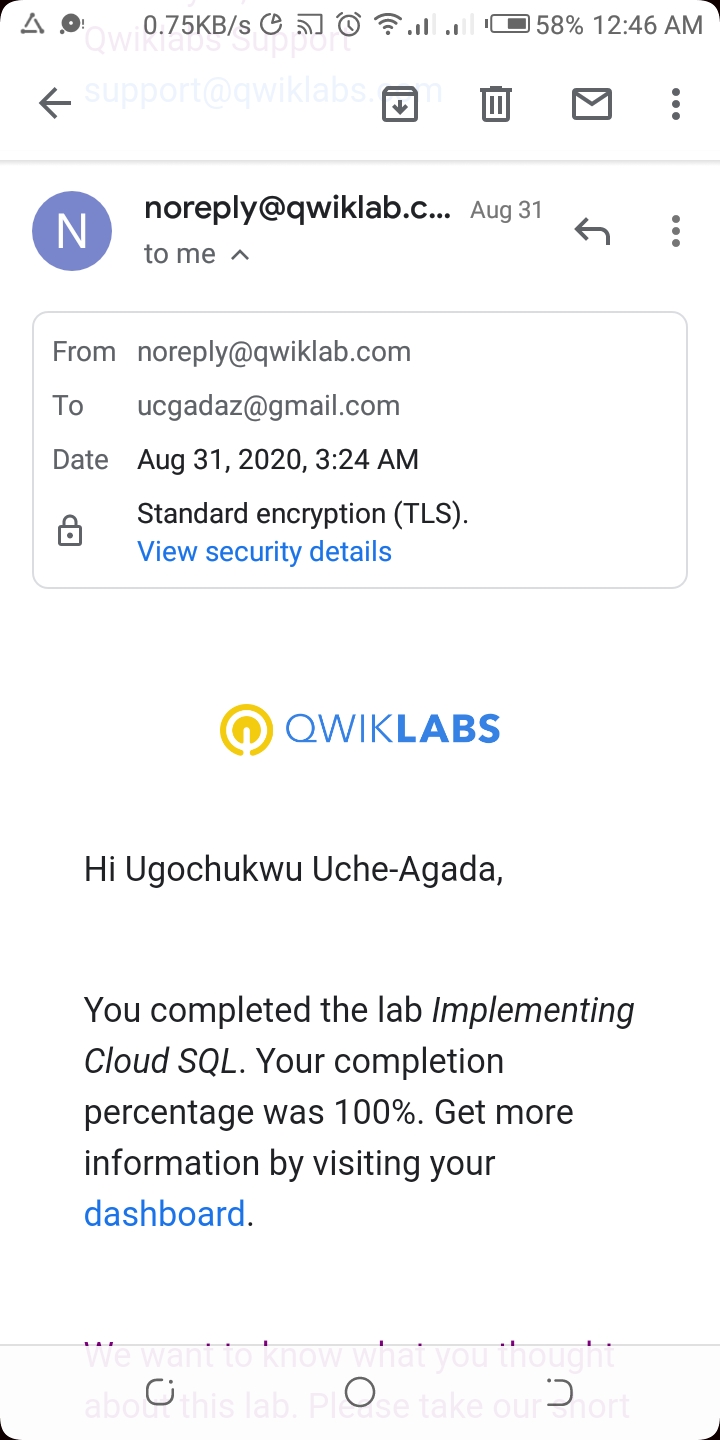 0.75KB/s 58% 12:46 AM
Qwiklabs Support
support@qwiklabs.com
N
noreply@qwiklab.c... Aug 31
to me
From noreply@qwiklab.com
To ucgadaz@gmail.com
Date Aug 31, 2020, 3:24 AM
Standard encryption (TLS).
View security details
QWIKLABS
Hi Ugochukwu Uche-Agada,
You completed the lab Implementing
Cloud SQL. Your completion
percentage was 100%. Get more
information by visiting your
dashboard.
We want to know what you thought
about this lab. Please take our short